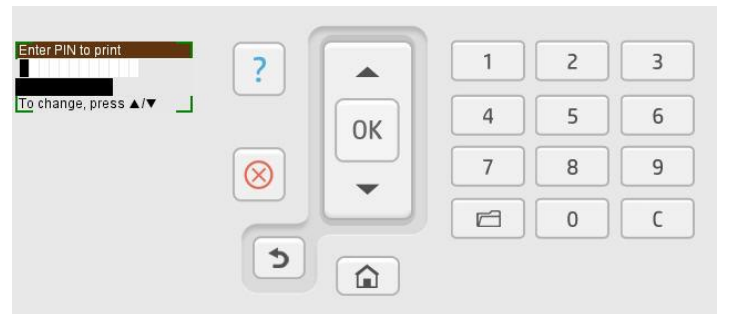 Enter PIN to print
To change, press ▲/▼
?
OK
1 2 3
4 5 6
7 8 9
0 C